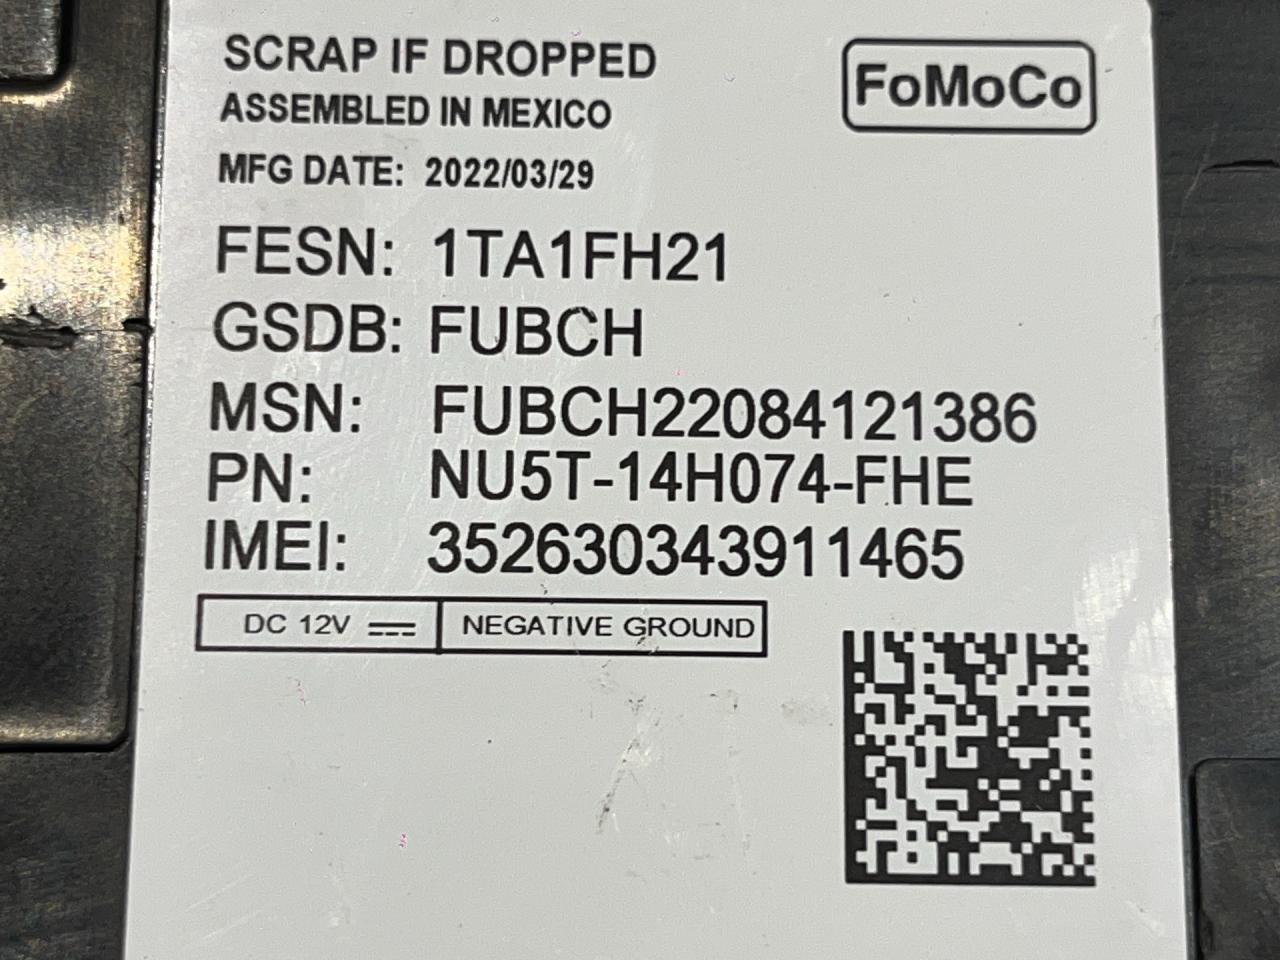 SCRAP IF DROPPED
FoMoCo
ASSEMBLED IN MEXICO
MFG DATE: 2022/03/29
FESN: 1TA1FH21
GSDB: FUBCH
MSN: FUBCH22084121386
PN: NU5T-14H074-FHE
IMEI: 352630343911465
DC 12V NEGATIVE GROUND